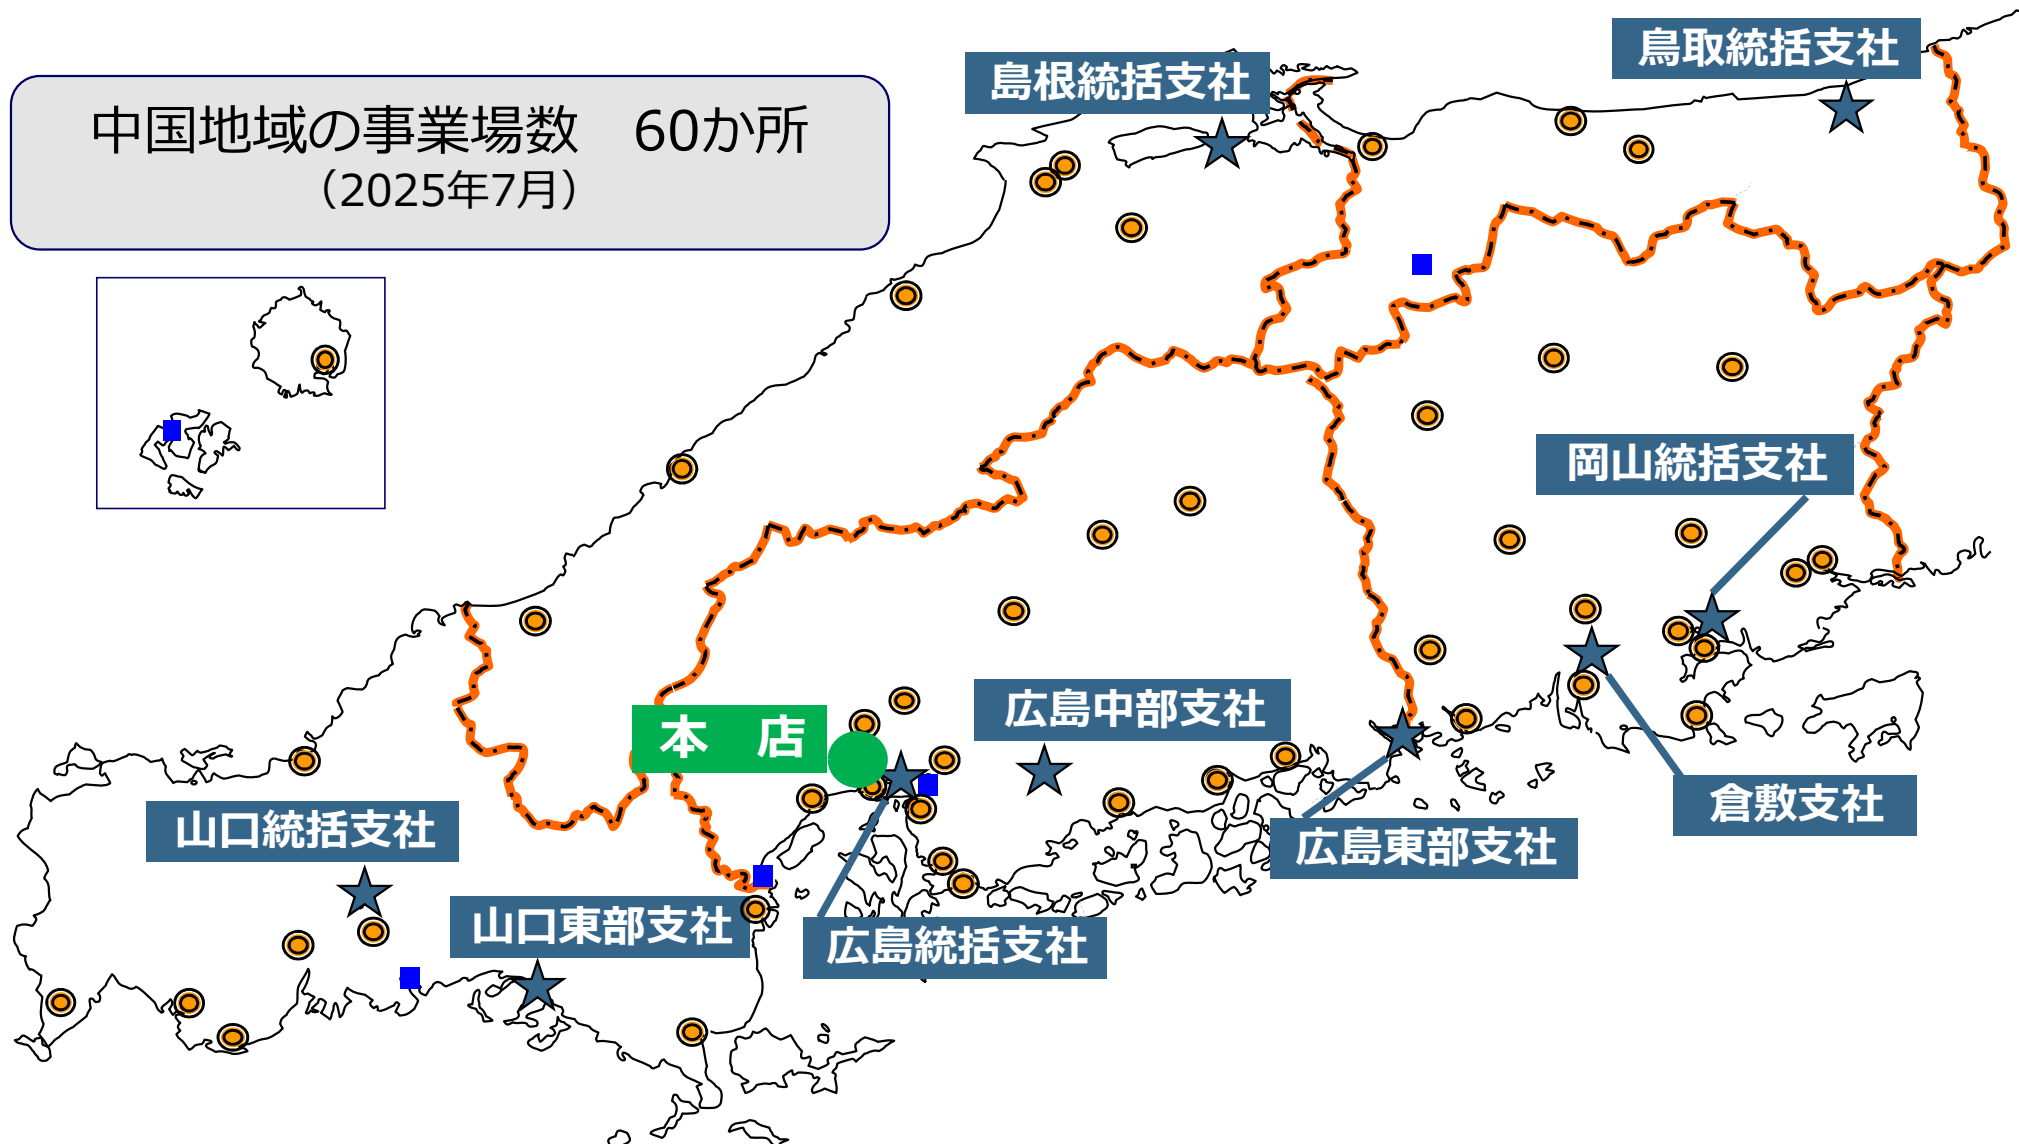 中国地域の事業場数　60か所
（2025年7月）
鳥取統括支社
島根統括支社
岡山統括支社
広島中部支社
本　店
倉敷支社
山口統括支社
広島東部支社
山口東部支社
広島統括支社